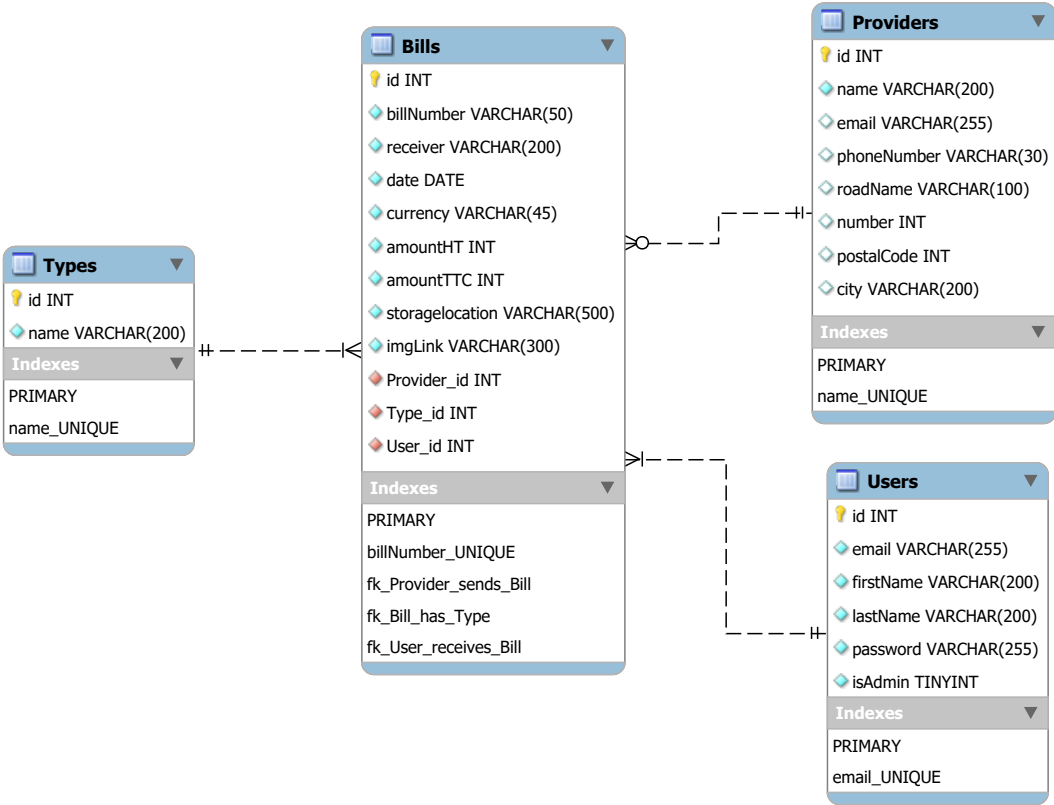 Types
id INT
name VARCHAR(200)
Indexes
PRIMARY
name_UNIQUE
Bills
id INT
billNumber VARCHAR(50)
receiver VARCHAR(200)
date DATE
currency VARCHAR(45)
amountHT INT
amountTTC INT
storagelocation VARCHAR(500)
imgLink VARCHAR(300)
Provider_id INT
Type_id INT
User_id INT
Indexes
PRIMARY
billNumber_UNIQUE
fk_Provider_sends_Bill
fk_Bill_has_Type
fk_User_receives_Bill
Providers
id INT
name VARCHAR(200)
email VARCHAR(255)
phoneNumber VARCHAR(30)
roadName VARCHAR(100)
number INT
postalCode INT
city VARCHAR(200)
Indexes
PRIMARY
name_UNIQUE
Users
id INT
email VARCHAR(255)
firstName VARCHAR(200)
lastName VARCHAR(200)
password VARCHAR(255)
isAdmin TINYINT
Indexes
PRIMARY
email_UNIQUE